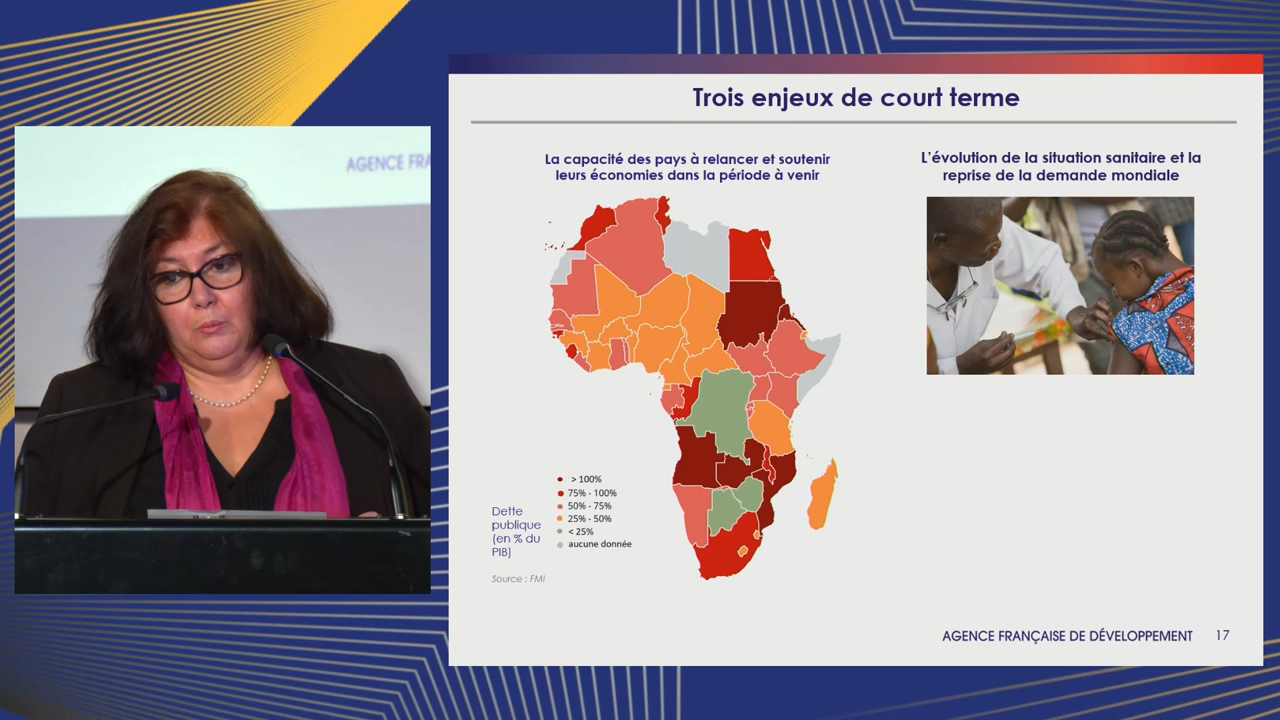 AGENCE FRA
Trois enjeux de court terme
La capacité des pays à relancer et soutenir
leurs économies dans la période à venir
L'évolution de la situation sanitaire et la
reprise de la demande mondiale
> 100%
75% - 100%
50% - 75%
25% - 50%
< 25%
aucune donnée
Dette
publique
(en % du
PIB)
Source : FMI
AGENCE FRANÇAISE DE DÉVELOPPEMENT
17